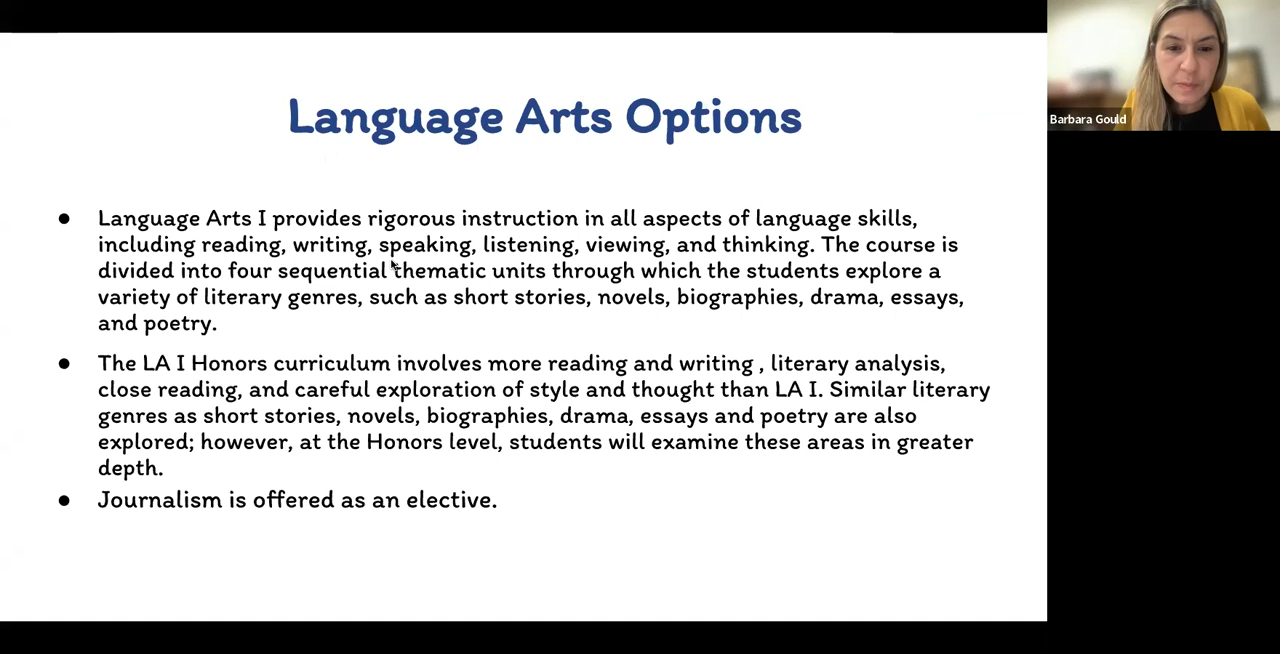 Language Arts Options
Barbara Gould
● Language Arts I provides rigorous instruction in all aspects of language skills,
including reading, writing, speaking, listening, viewing, and thinking. The course is
divided into four sequential thematic units through which the students explore a
variety of literary genres, such as short stories, novels, biographies, drama, essays,
and poetry.
● The LA I Honors curriculum involves more reading and writing , literary analysis,
close reading, and careful exploration of style and thought than LA I. Similar literary
genres as short stories, novels, biographies, drama, essays and poetry are also
explored; however, at the Honors level, students will examine these areas in greater
depth.
● Journalism is offered as an elective.